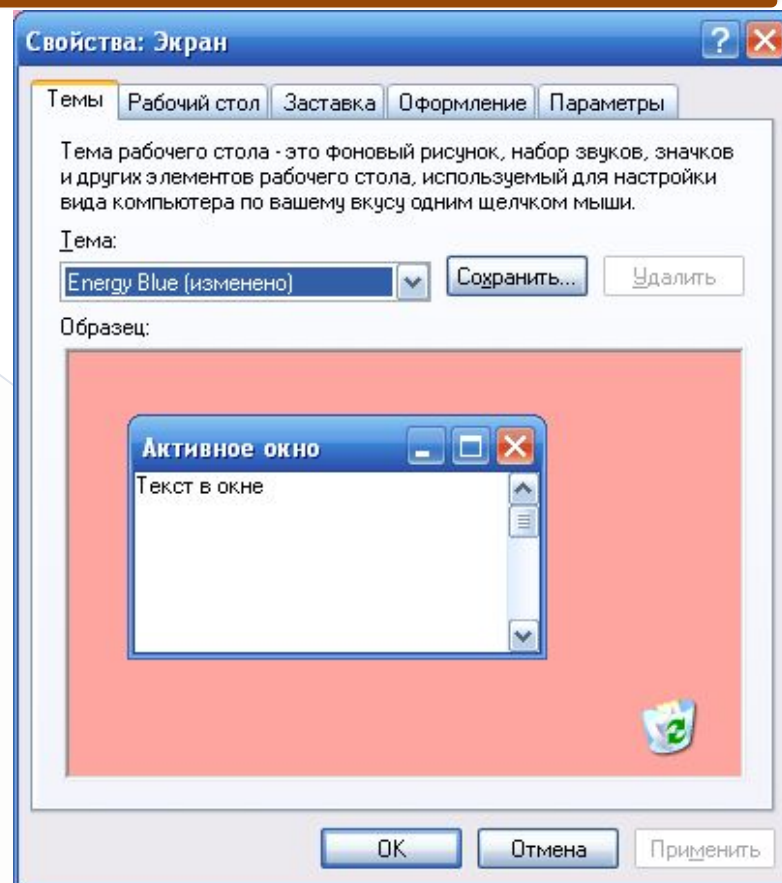 Свойства: Экран
Темы Рабочий стол Заставка Оформление Параметры
Тема рабочего стола - это фоновый рисунок, набор звуков, значков
и других элементов рабочего стола, используемый для настройки
вида компьютера по вашему вкусу одним щелчком мыши.
Тема:
Energy Blue (изменено) Сохранить... Удалить
Образец:
Активное окно
Текст в окне
OK Отмена Применить